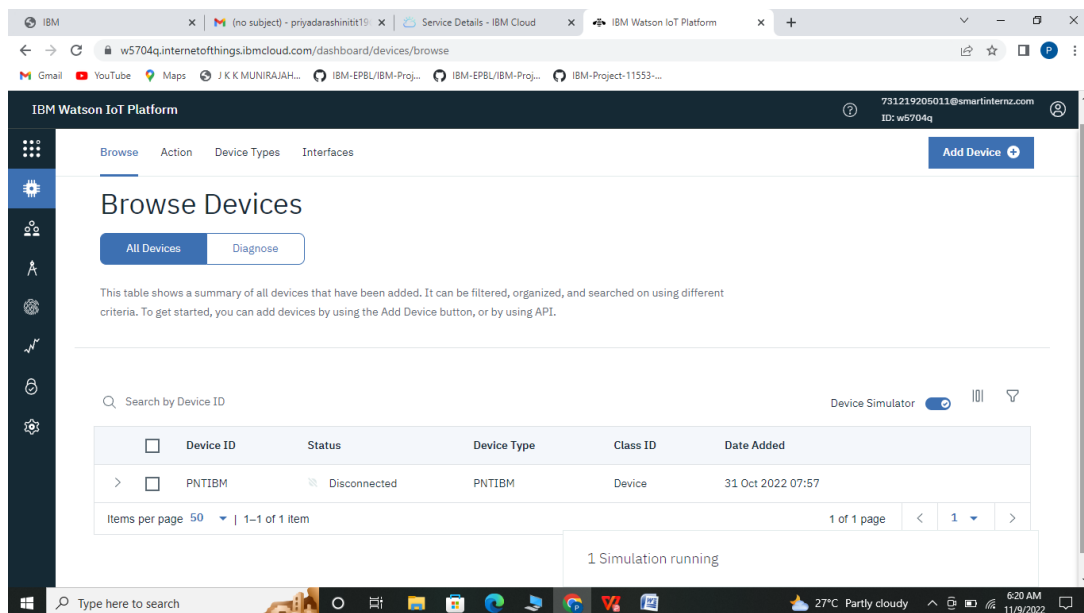 IBM
(no subject) - priyadarashinitit19
Service Details - IBM Cloud
IBM Watson IoT Platform
w5704q.internetofthings.ibmcloud.com/dashboard/devices/browse
P
Gmail
YouTube
Maps
J K K MUNIRAJAH...
IBM-EPBL/IBM-Proj...
IBM-EPBL/IBM-Proj...
IBM-Project-11553-...
IBM Watson IoT Platform
731219205011@smartinternz.com
ID: w5704q
Browse
Action
Device Types
Interfaces
Add Device
Browse Devices
All Devices
Diagnose
This table shows a summary of all devices that have been added. It can be filtered, organized, and searched on using different
criteria. To get started, you can add devices by using the Add Device button, or by using API.
Search by Device ID
Device Simulator
Device ID Status Device Type Class ID Date Added
PNTIBM Disconnected PNTIBM Device 31 Oct 2022 07:57
Items per page 50 | 1–1 of 1 item
1 of 1 page 1
1 Simulation running
Type here to search
27°C Partly cloudy
6:20 AM
11/9/2022